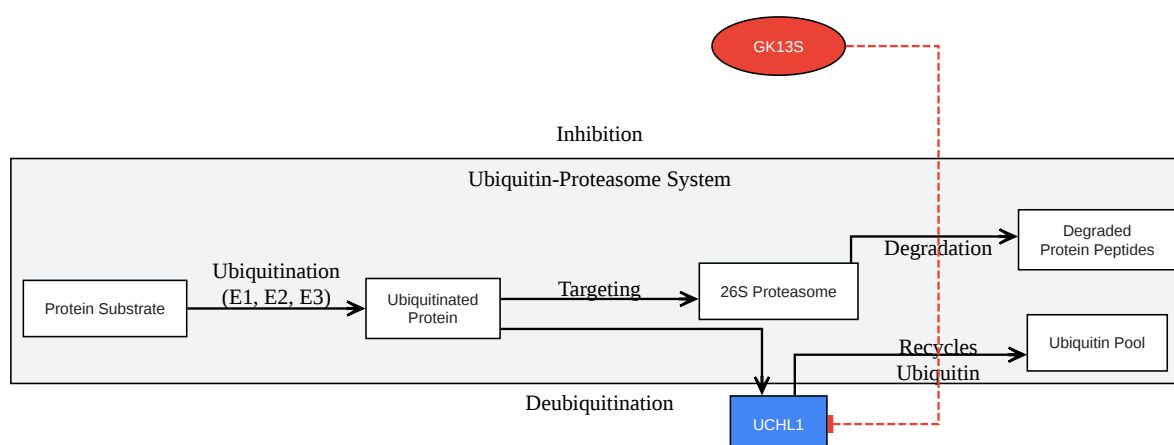 GK13S
Inhibition
Ubiquitin-Proteasome System
Degraded
Protein Peptides
Degradation
Ubiquitination
(E1, E2, E3)
Protein Substrate
Ubiquitinated
Protein
Targeting
26S Proteasome
Recycles
Ubiquitin
Ubiquitin Pool
Deubiquitination
UCHL1